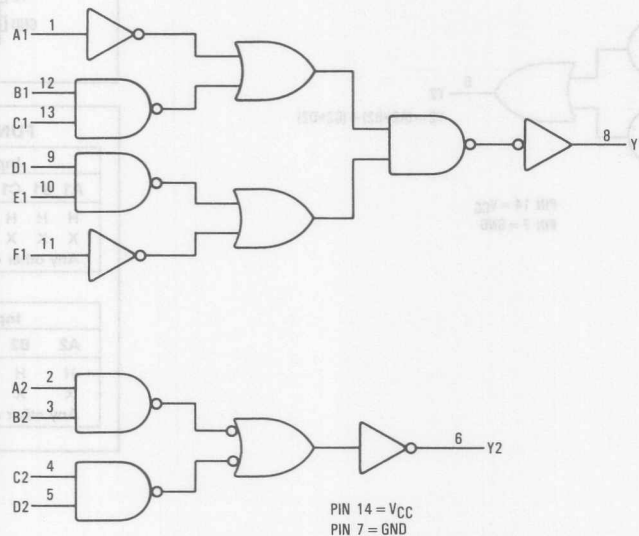 A1 1
B1 12
C1 13
D1 9
E1 10
F1 11
8 Y
A2 2
B2 3
C2 4
D2 5
6 Y2
PIN 14 = VCC
PIN 7 = GND